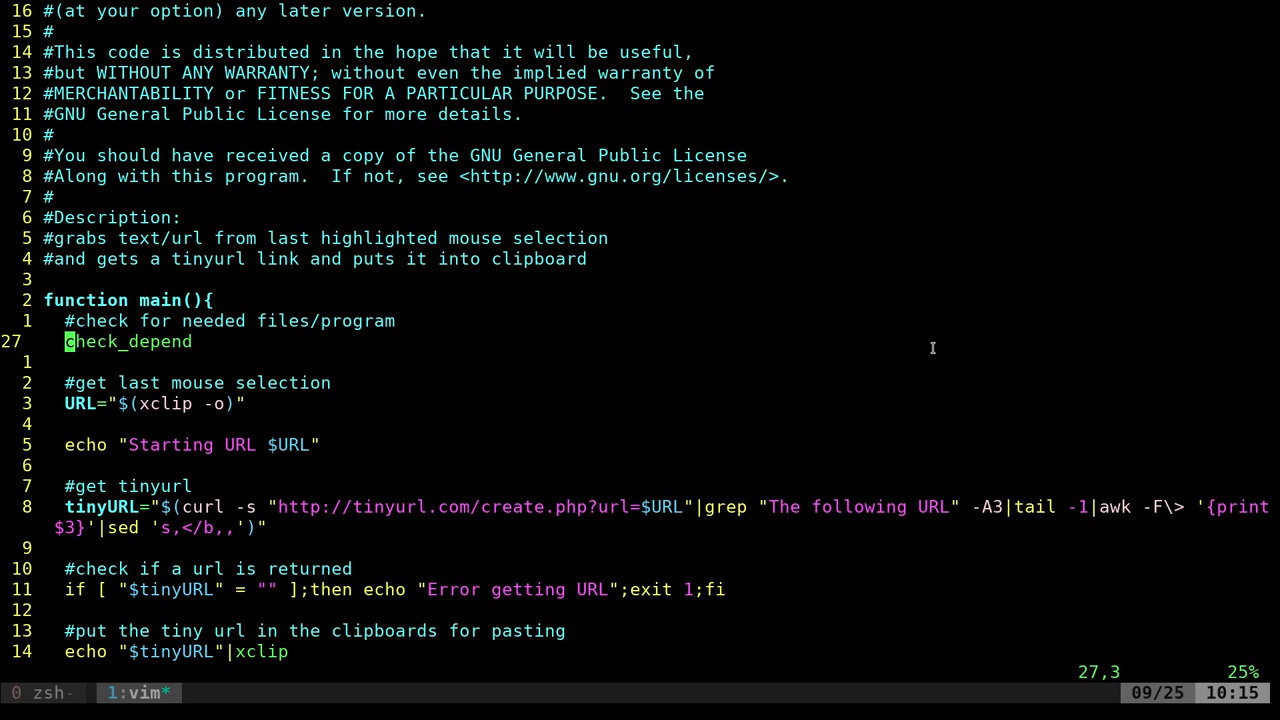 16 #(at your option) any later version.
15 #
14 #This code is distributed in the hope that it will be useful,
13 #but WITHOUT ANY WARRANTY; without even the implied warranty of
12 #MERCHANTABILITY or FITNESS FOR A PARTICULAR PURPOSE.  See the
11 #GNU General Public License for more details.
10 #
9 #You should have received a copy of the GNU General Public License
8 #Along with this program.  If not, see <http://www.gnu.org/licenses/>.
7 #
6 #Description:
5 #grabs text/url from last highlighted mouse selection
4 #and gets a tinyurl link and puts it into clipboard
3
2 function main(){
1   #check for needed files/program
27   check_depend
1
2   #get last mouse selection
3   URL="$(xclip -o)"
4
5   echo "Starting URL $URL"
6
7   #get tinyurl
8   tinyURL="$(curl -s "http://tinyurl.com/create.php?url=$URL"|grep "The following URL" -A3|tail -1|awk -F\> '{print
$3}'|sed 's,</b,,')"
9
10   #check if a url is returned
11   if [ "$tinyURL" = "" ];then echo "Error getting URL";exit 1;fi
12
13   #put the tiny url in the clipboards for pasting
14   echo "$tinyURL"|xclip
27,3 25%
0 zsh- 1:vim* 09/25 10:15